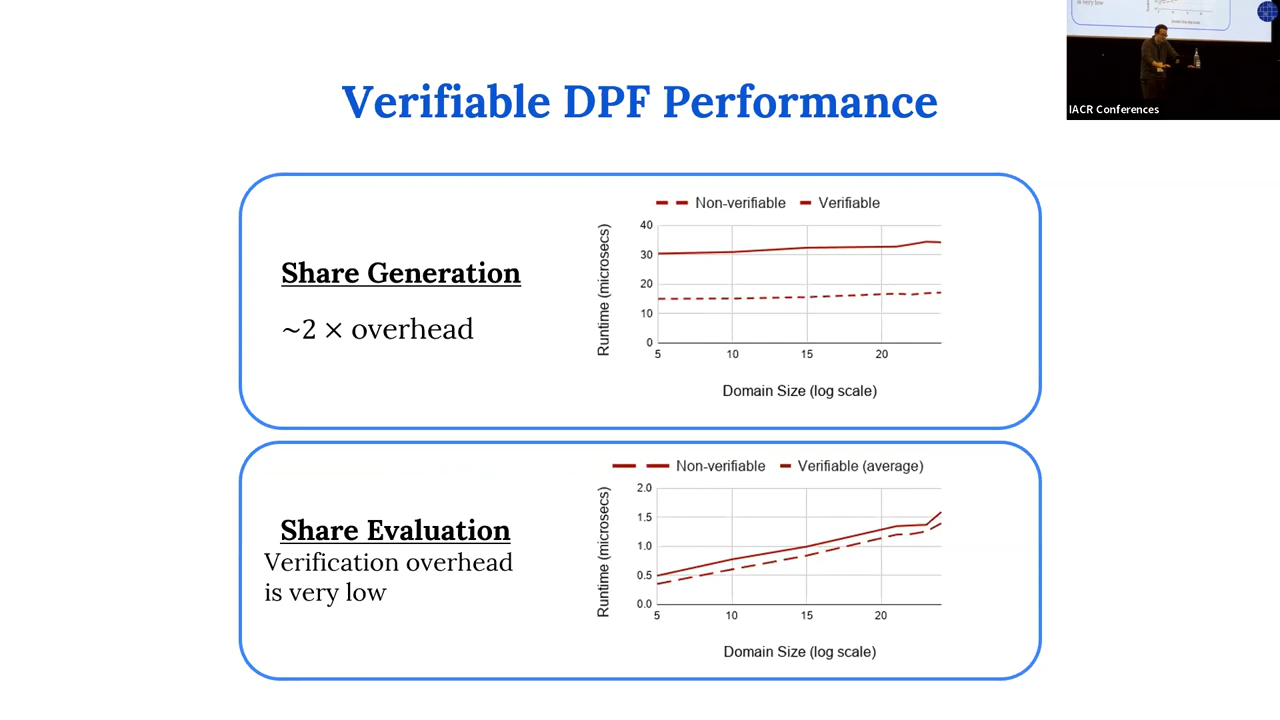 is very low
IACR Conferences
Verifiable DPF Performance
Share Generation
~2 × overhead
Non-verifiable Verifiable
Runtime (microsecs)
40
30
20
10
0
5 10 15 20
Domain Size (log scale)
Share Evaluation
Verification overhead
is very low
Non-verifiable Verifiable (average)
Runtime (microsecs)
2.0
1.5
1.0
0.5
0.0
5 10 15 20
Domain Size (log scale)